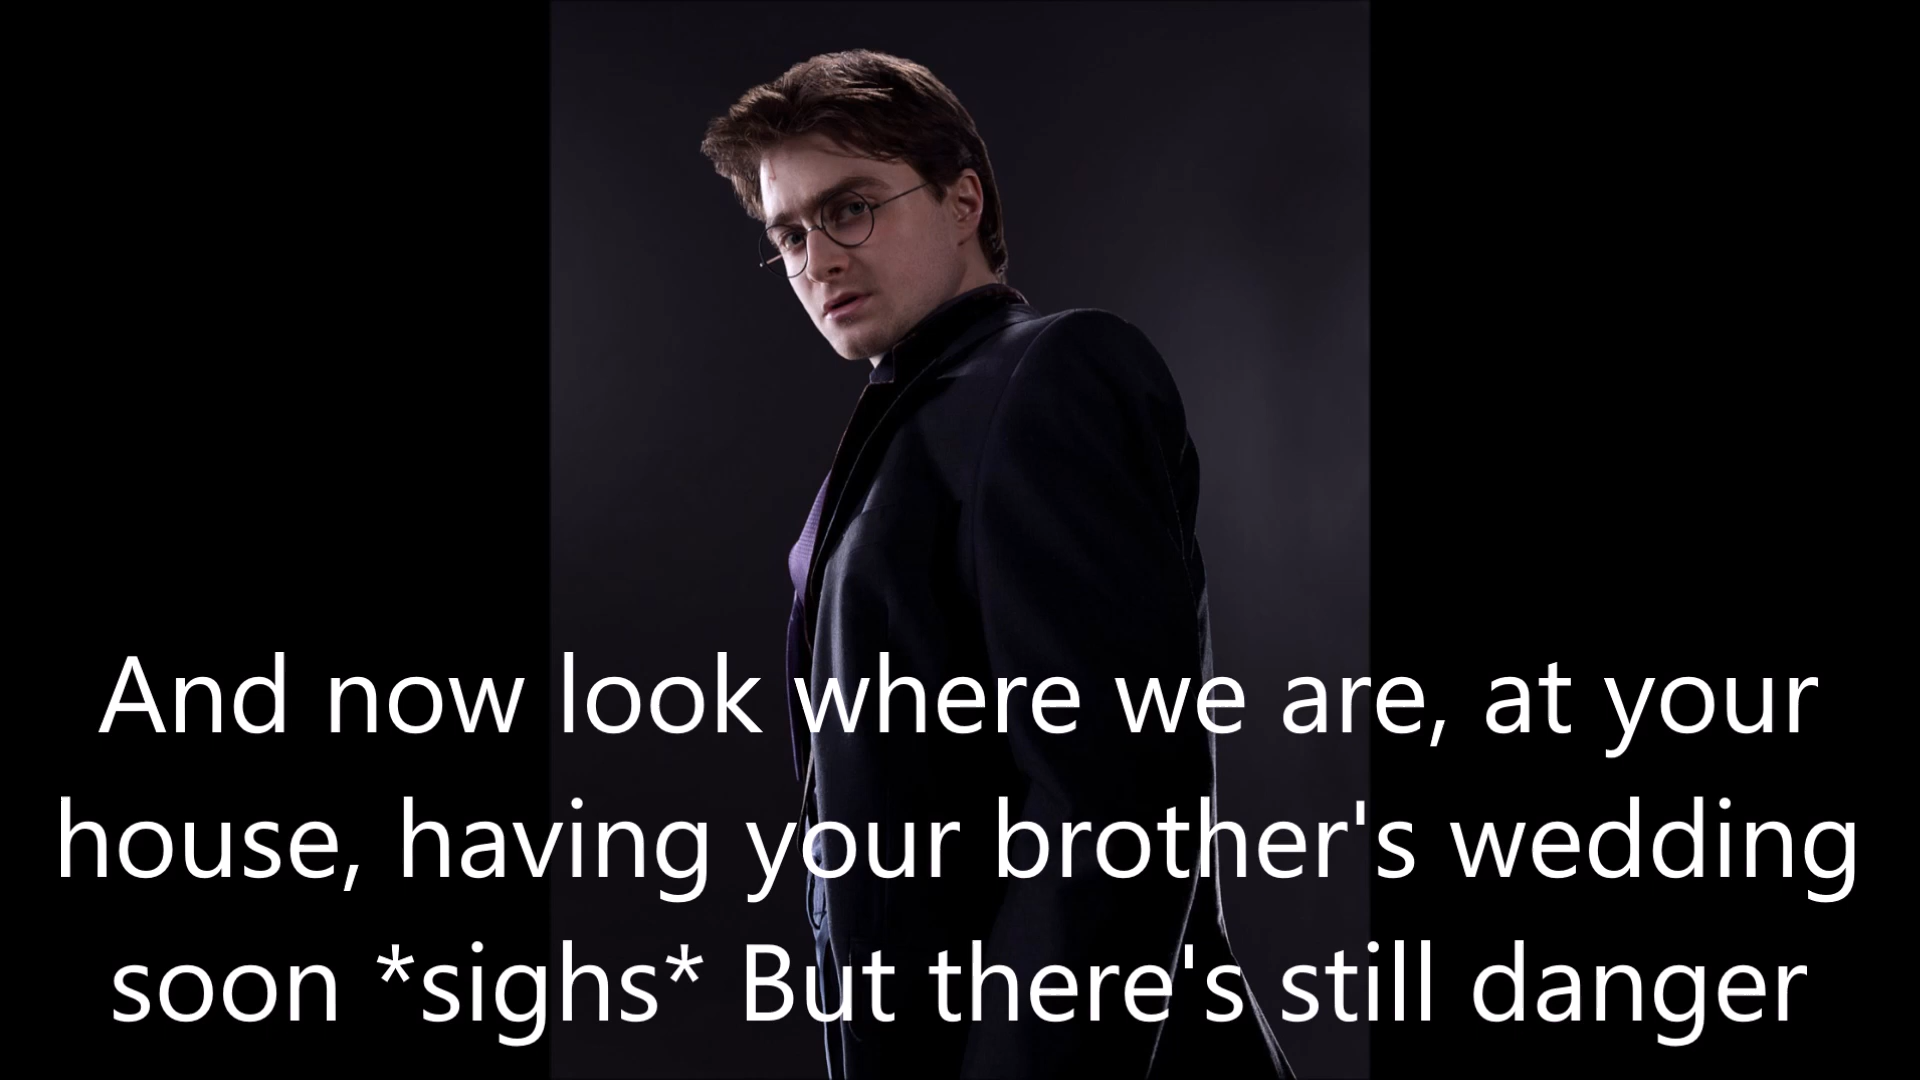 And now look where we are, at your
house, having your brother's wedding
soon *sighs* But there's still danger